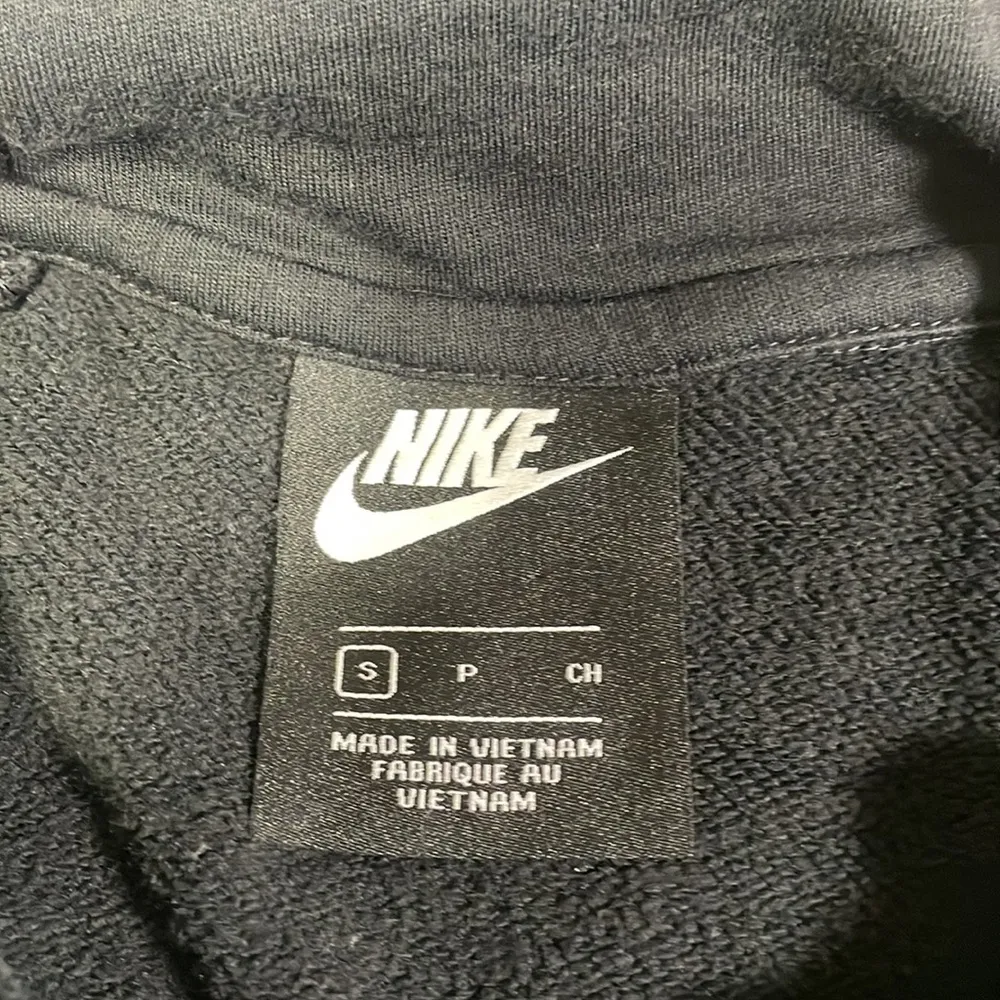 NIKE
S P CH
MADE IN VIETNAM
FABRIQUE AU
VIETNAM